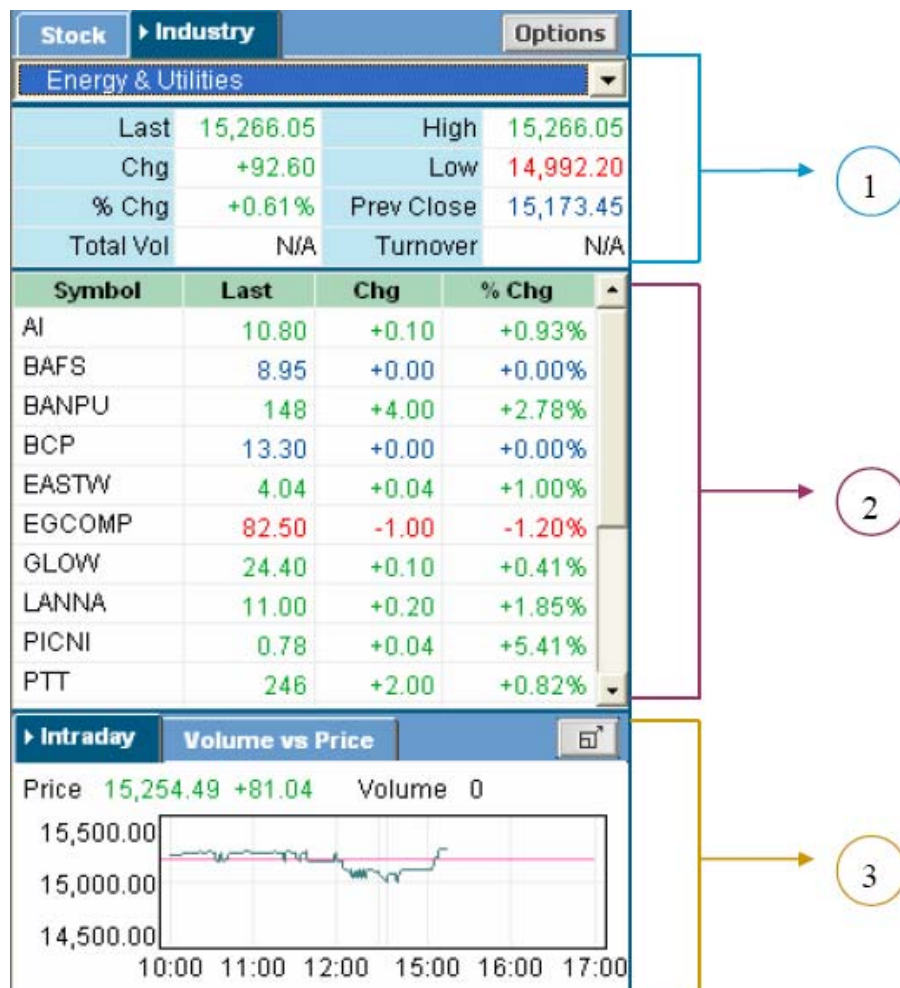 Stock Industry Options
Energy & Utilities
Last 15,266.05 High 15,266.05
Chg +92.60 Low 14,992.20
% Chg +0.61% Prev Close 15,173.45
Total Vol N/A Turnover N/A
1
Symbol Last Chg % Chg
AI 10.80 +0.10 +0.93%
BAFS 8.95 +0.00 +0.00%
BANPU 148 +4.00 +2.78%
BCP 13.30 +0.00 +0.00%
EASTW 4.04 +0.04 +1.00%
EGCOMP 82.50 -1.00 -1.20%
GLOW 24.40 +0.10 +0.41%
LANNA 11.00 +0.20 +1.85%
PICNI 0.78 +0.04 +5.41%
PTT 246 +2.00 +0.82%
2
Intraday Volume vs Price
Price 15,254.49 +81.04 Volume 0
15,500.00
15,000.00
14,500.00
10:00 11:00 12:00 15:00 16:00 17:00
3